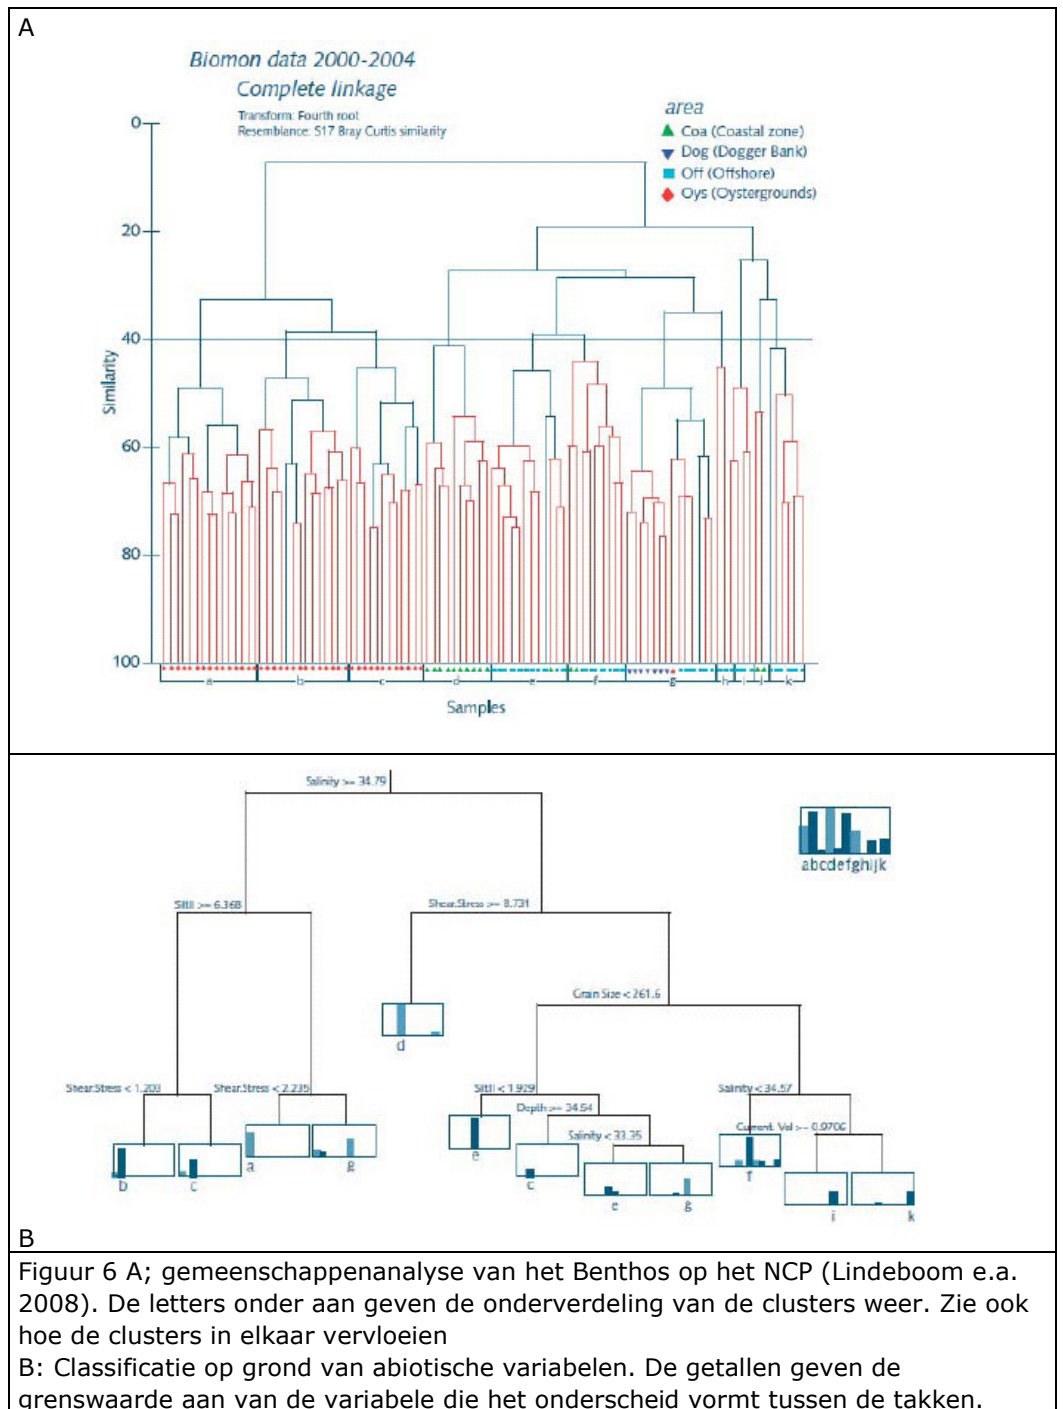 A
Biomon data 2000-2004
Complete linkage
Transform: Fourth root
Resemblance: S17 Bray Curtis similarity
area
Coa (Coastal zone)
Dog (Dogger Bank)
Off (Offshore)
Oys (Oystergrounds)
0
20
40
60
80
100
Similarity
a b c d e f g h i j k
Samples
Salinity >= 34.79
abcdefghijk
Silt >= 6.368
Shear.Stress >= 8.731
Grain Size < 261.6
d
Shear.Stress < 1.203
Shear.Stress < 2.235
Silt < 1.929
Salinity < 34.57
Depth >= 34.54
Current. Vel >= 0.9706
Salinity < 33.35
b
c
a
g
e
c
e
g
f
i
k
B
Figuur 6 A; gemeenschappenanalyse van het Benthos op het NCP (Lindeboom e.a.
2008). De letters onder aan geven de onderverdeling van de clusters weer. Zie ook
hoe de clusters in elkaar vervloeien
B: Classificatie op grond van abiotische variabelen. De getallen geven de
grenswaarde aan van de variabele die het onderscheid vormt tussen de takken.